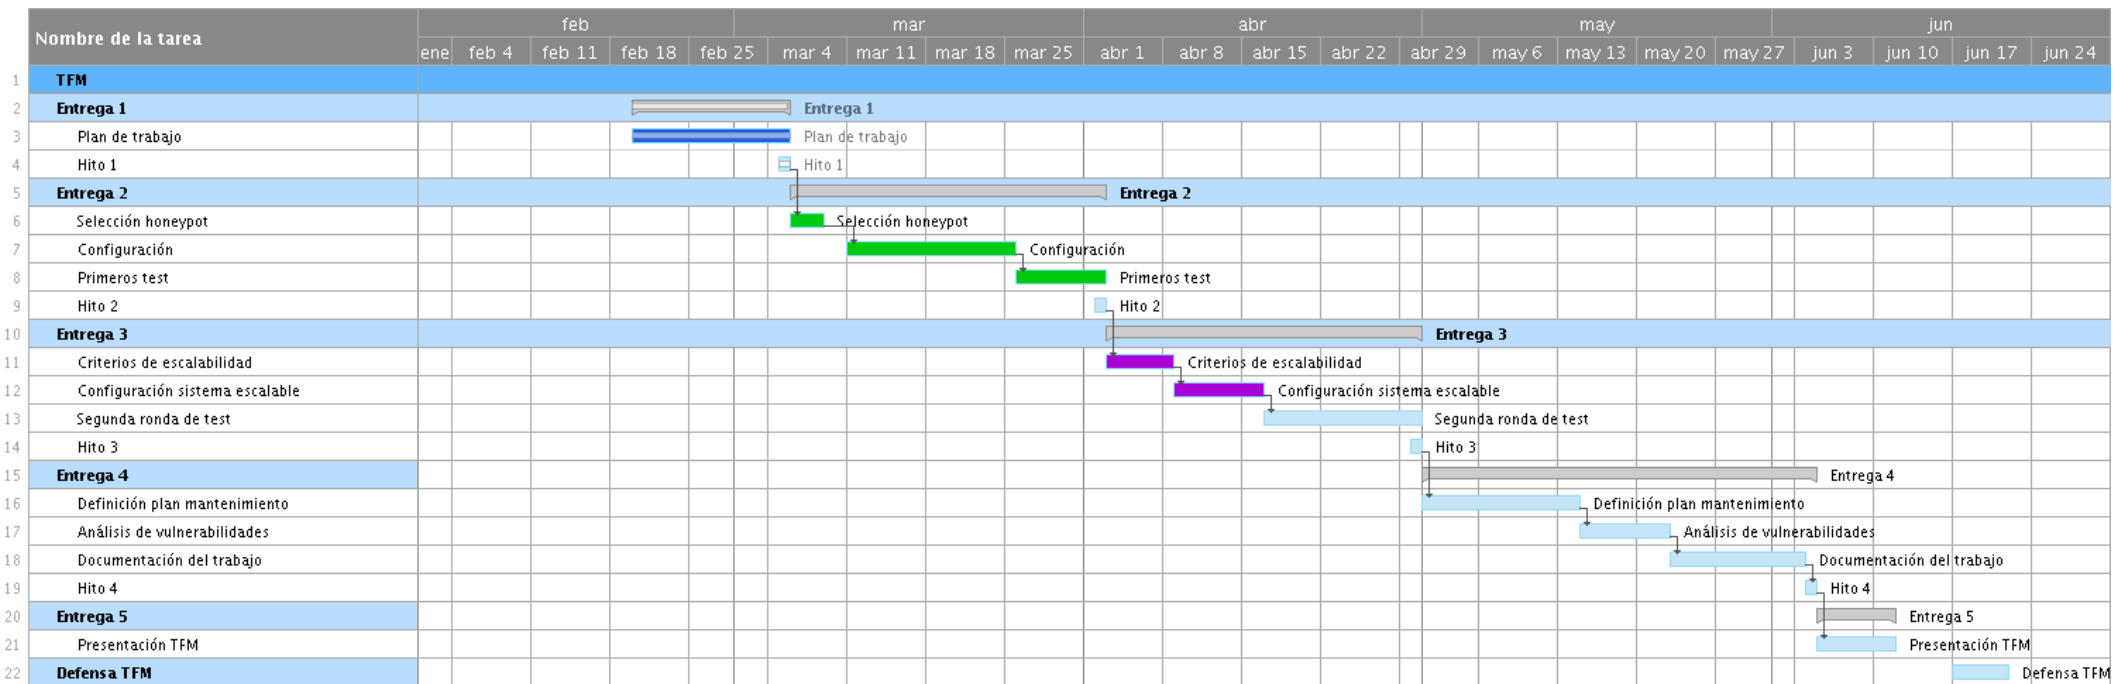 feb mar abr may jun
Nombre de la tarea
ene feb 4 feb 11 feb 18 feb 25 mar 4 mar 11 mar 18 mar 25 abr 1 abr 8 abr 15 abr 22 abr 29 may 6 may 13 may 20 may 27 jun 3 jun 10 jun 17 jun 24
1 TFM
2 Entrega 1 Entrega 1
3 Plan de trabajo Plan de trabajo
4 Hito 1 Hito 1
5 Entrega 2 Entrega 2
6 Selección honeypot Selección honeypot
7 Configuración Configuración
8 Primeros test Primeros test
9 Hito 2 Hito 2
10 Entrega 3 Entrega 3
11 Criterios de escalabilidad Criterios de escalabilidad
12 Configuración sistema escalable Configuración sistema escalable
13 Segunda ronda de test Segunda ronda de test
14 Hito 3 Hito 3
15 Entrega 4 Entrega 4
16 Definición plan mantenimiento Definición plan mantenimiento
17 Análisis de vulnerabilidades Análisis de vulnerabilidades
18 Documentación del trabajo Documentación del trabajo
19 Hito 4 Hito 4
20 Entrega 5 Entrega 5
21 Presentación TFM Presentación TFM
22 Defensa TFM Defensa TFM